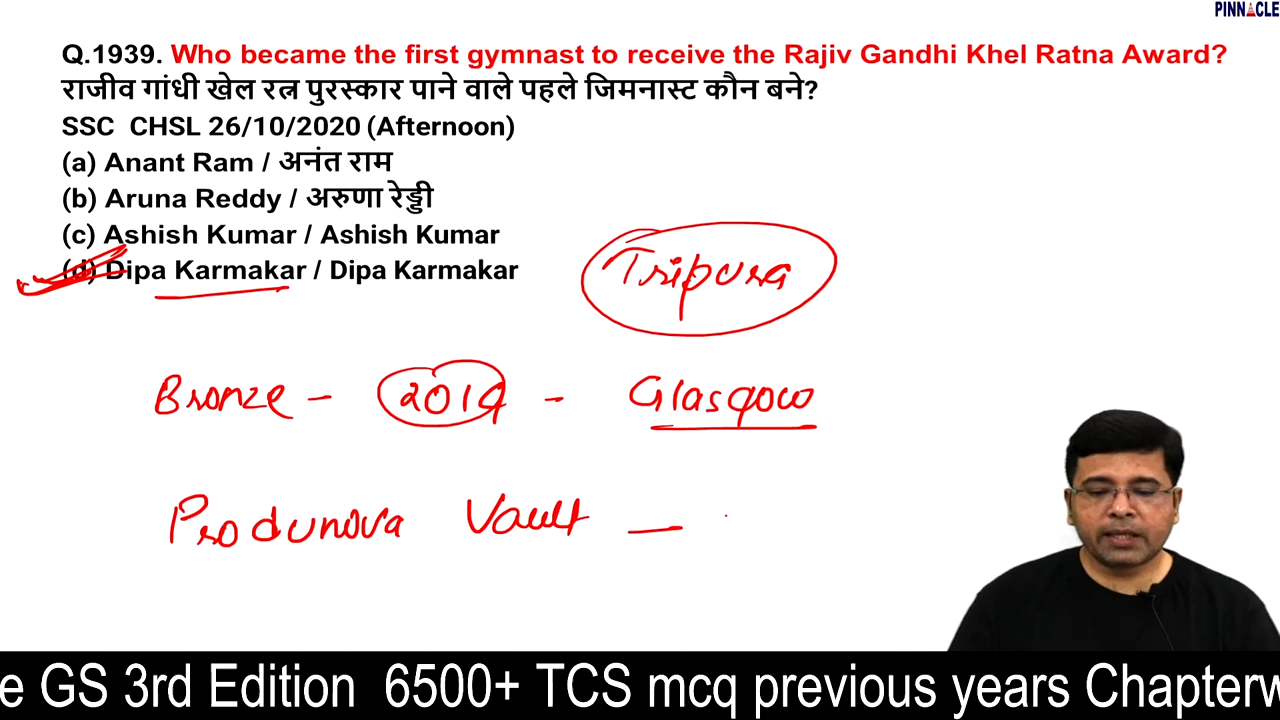 PINNACLE
Q.1939. Who became the first gymnast to receive the Rajiv Gandhi Khel Ratna Award?
राजीव गांधी खेल रत्न पुरस्कार पाने वाले पहले जिमनास्ट कौन बने?
SSC CHSL 26/10/2020 (Afternoon)
(a) Anant Ram / अनंत राम
(b) Aruna Reddy / अरुणा रेड्डी
(c) Ashish Kumar / Ashish Kumar
(d) Dipa Karmakar / Dipa Karmakar
Tripura
Bronze - 2014 - Glasgow
Produnova Vault —
e GS 3rd Edition 6500+ TCS mcq previous years Chapterw